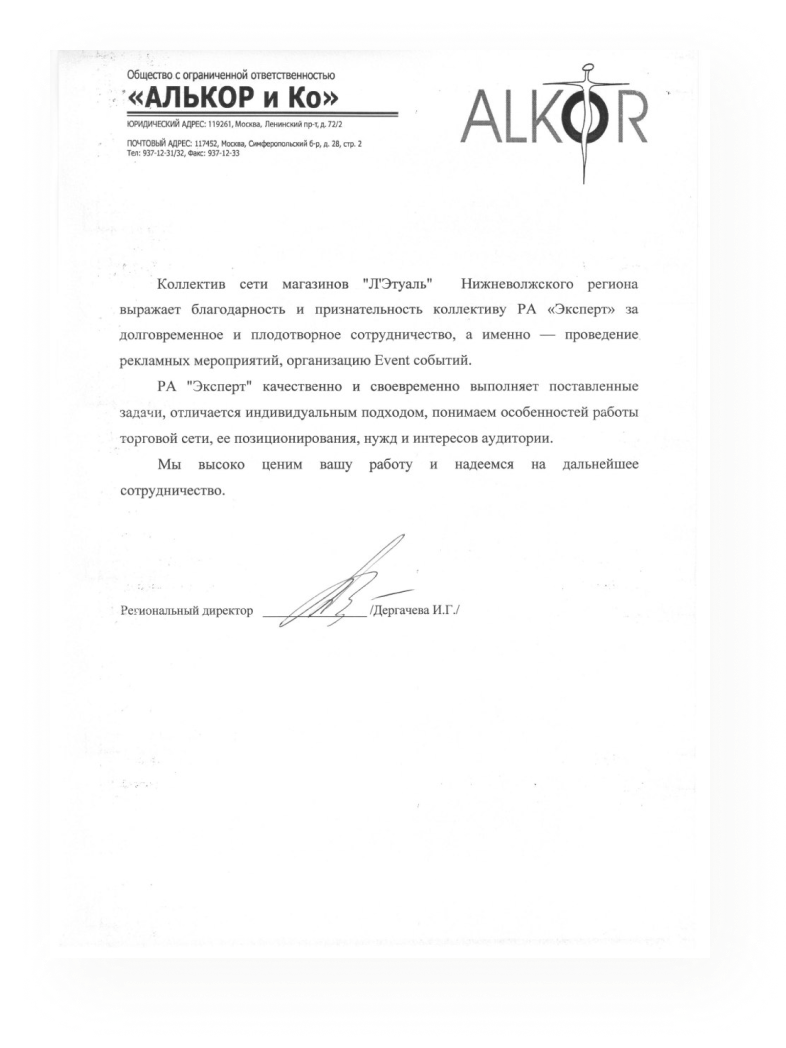 Общество с ограниченной ответственностью
«АЛЬКОР и Ко»
ЮРИДИЧЕСКИЙ АДРЕС: 119261, Москва, Ленинский пр-т, д. 72/2
ПОЧТОВЫЙ АДРЕС: 117452, Москва, Симферопольский б-р, д. 28, стр. 2
Тел: 937-12-31/32, Факс: 937-12-33
ALKOR
Коллектив сети магазинов "Л'Этуаль" Нижневолжского региона
выражает благодарность и признательность коллективу РА «Эксперт» за
долговременное и плодотворное сотрудничество, а именно — проведение
рекламных мероприятий, организацию Event событий.
РА "Эксперт" качественно и своевременно выполняет поставленные
задачи, отличается индивидуальным подходом, понимаем особенностей работы
торговой сети, ее позиционирования, нужд и интересов аудитории.
Мы высоко ценим вашу работу и надеемся на дальнейшее
сотрудничество.
Региональный директор /Дергачева И.Г./